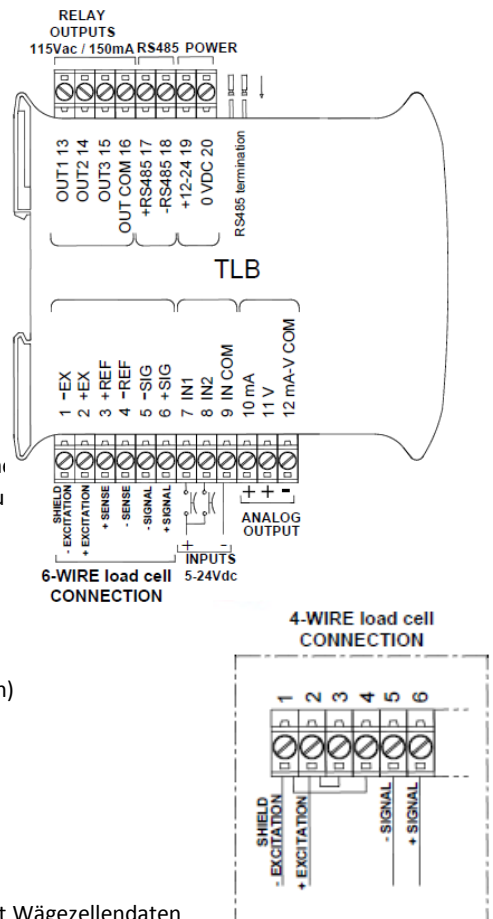 RELAY
OUTPUTS
115Vac / 150mA RS485 POWER
OUT1 13
OUT2 14
OUT3 15
OUT COM 16
+RS485 17
-RS485 18
+12-24 19
0 VDC 20
RS485 termination
TLB
1 -EX
2 +EX
3 +REF
4 -REF
5 -SIG
6 +SIG
7 IN1
8 IN2
9 IN COM
10 mA
11 V
12 mA-V COM
SHIELD
- EXCITATION
+ EXCITATION
+ SENSE
- SENSE
- SIGNAL
+ SIGNAL
+ -
+ + -
ANALOG
OUTPUT
INPUTS
5-24Vdc
6-WIRE load cell
CONNECTION
4-WIRE load cell
CONNECTION
1 2 3 4 5 6
SHIELD
- EXCITATION
+ EXCITATION
- SIGNAL
+ SIGNAL
n)
t Wägezellendaten